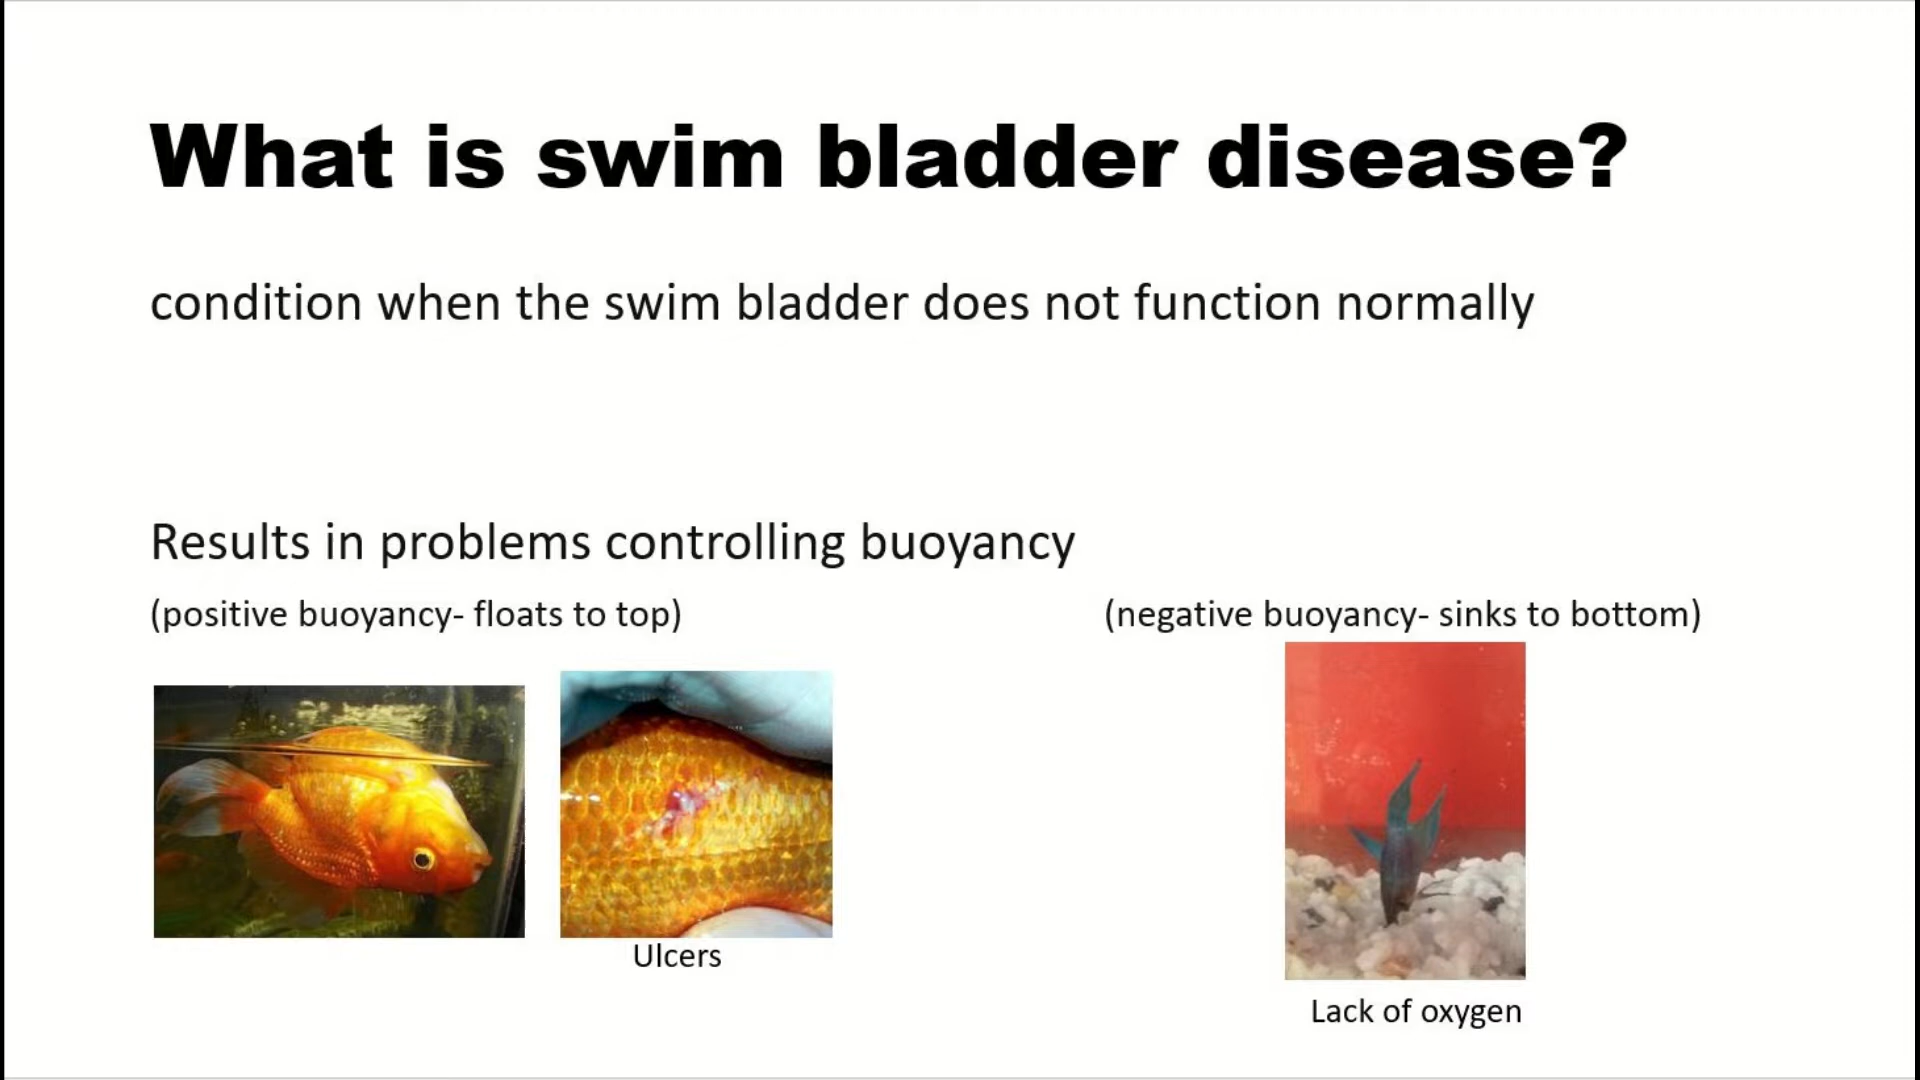 What is swim bladder disease?
condition when the swim bladder does not function normally
Results in problems controlling buoyancy
(positive buoyancy- floats to top)
(negative buoyancy- sinks to bottom)
Ulcers
Lack of oxygen